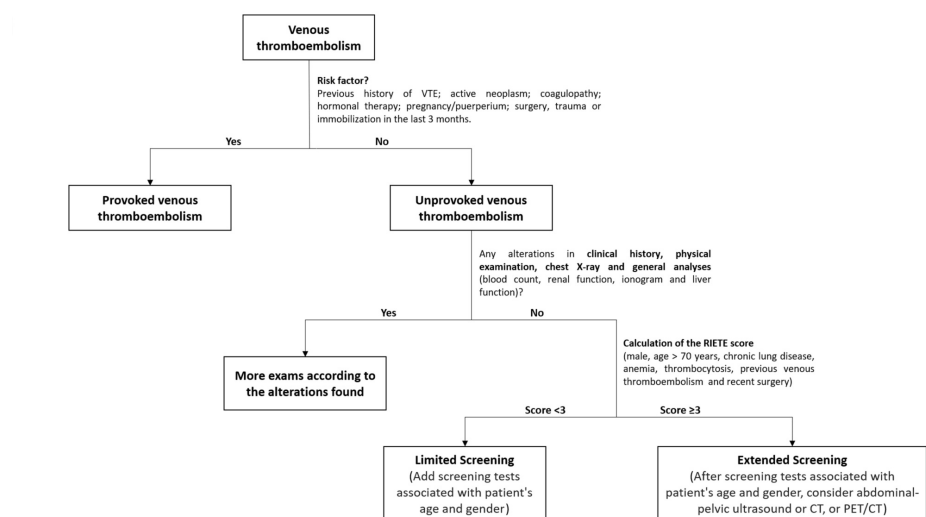 Venous
thromboembolism
Risk factor?
Previous history of VTE; active neoplasm; coagulopathy;
hormonal therapy; pregnancy/puerperium; surgery, trauma or
immobilization in the last 3 months.
Yes
No
Provoked venous
thromboembolism
Unprovoked venous
thromboembolism
Any alterations in clinical history, physical
examination, chest X-ray and general analyses
(blood count, renal function, ionogram and liver
function)?
Yes
No
More exams according to
the alterations found
Calculation of the RIETE score
(male, age > 70 years, chronic lung disease,
anemia, thrombocytosis, previous venous
thromboembolism and recent surgery)
Score <3
Score ≥3
Limited Screening
(Add screening tests
associated with patient's
age and gender)
Extended Screening
(After screening tests associated with
patient's age and gender, consider abdominal-
pelvic ultrasound or CT, or PET/CT)